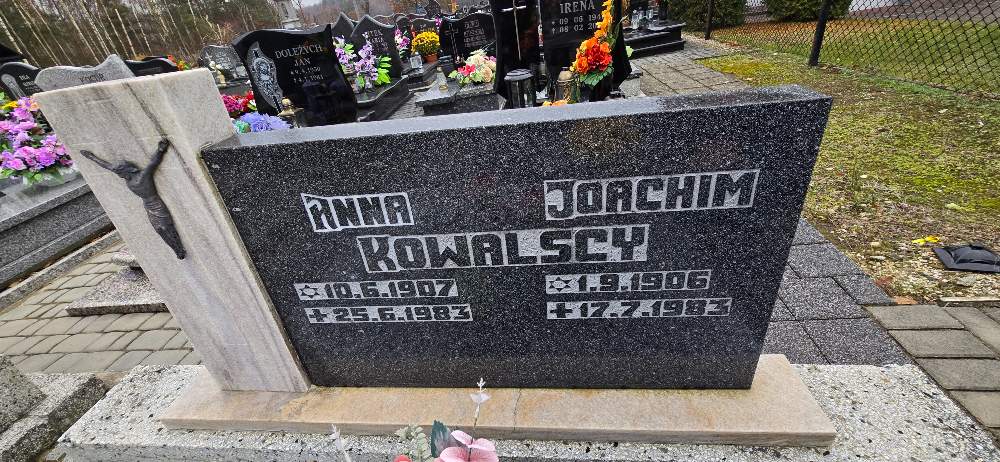 DOLEŻYCH
JAN
IRENA
ANNA
JOACHIM
KOWALSCY
✡10.6.1907
✡1.9.1906
+25.6.1983
+17.7.1983